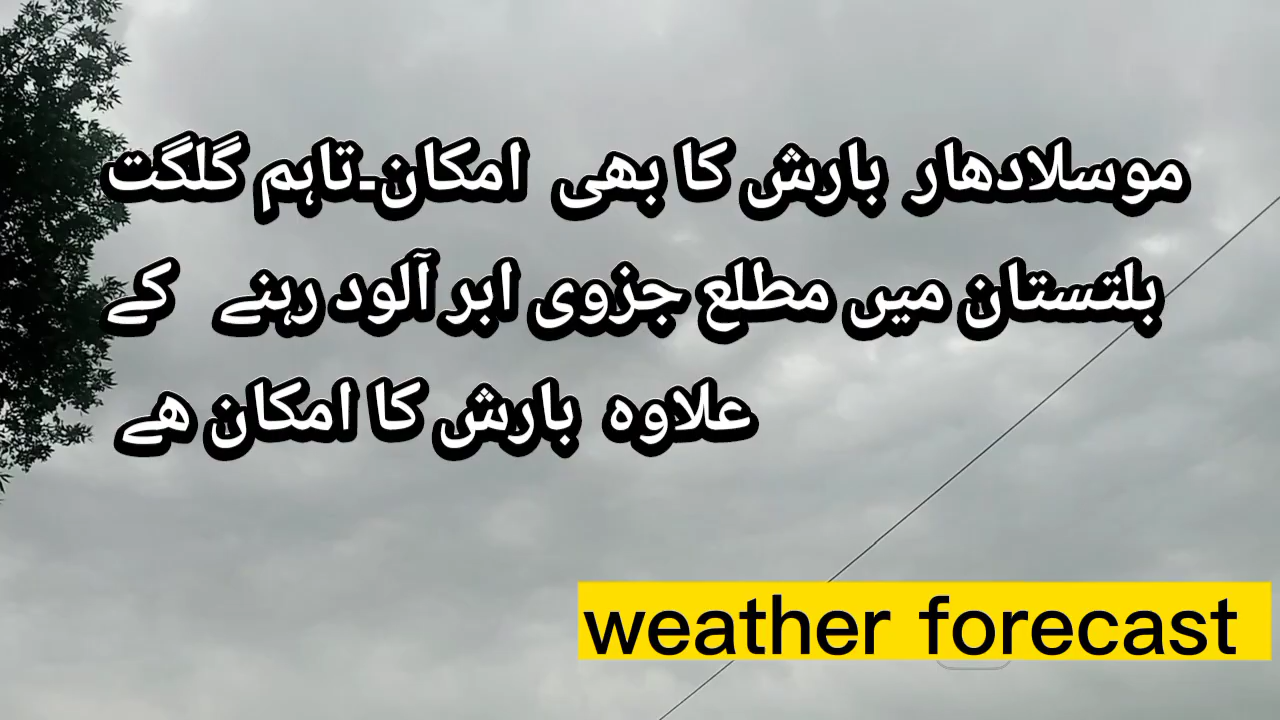 موسلادھار بارش کا بھی امکان۔تاہم گلگت
بلتستان میں مطلع جزوی ابر آلود رہنے کے
علاوہ بارش کا امکان ھے
weather forecast